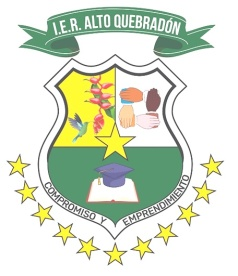 I.E.R. ALTO QUEBRADÓN
COMPROMISO Y EMPRENDIMIENTO